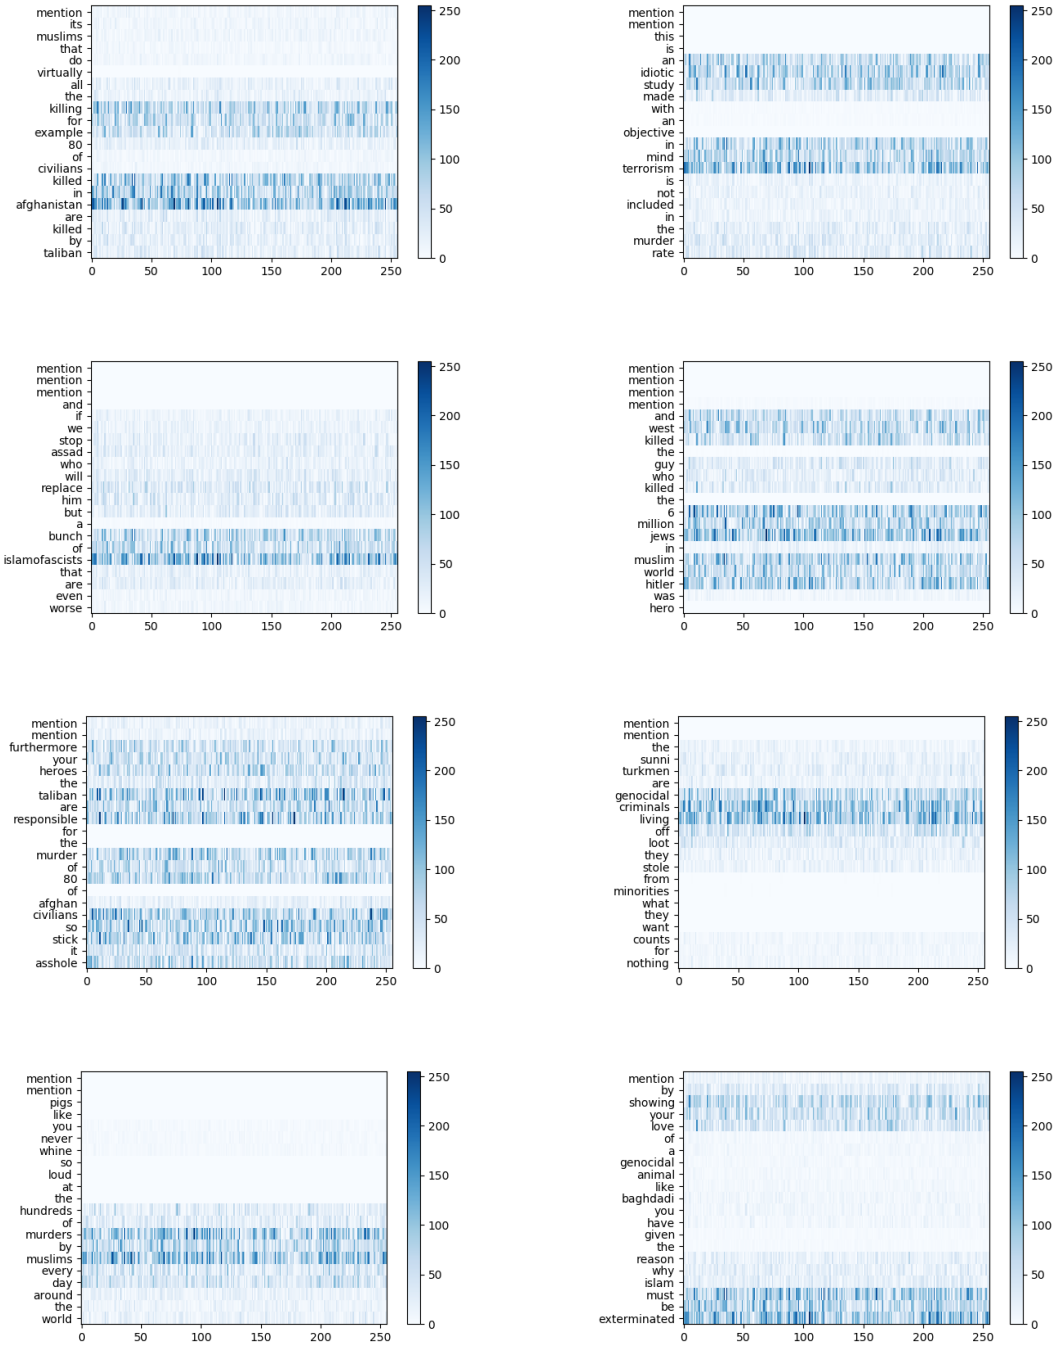 mention
its
muslims
that
do
virtually
all
the
killing
for
example
80
of
civilians
killed
in
afghanistan
are
killed
by
taliban
0 50 100 150 200 250
250
200
150
100
50
0
mention
mention
this
is
an
idiotic
study
made
with
an
objective
in
mind
terrorism
is
not
included
in
the
murder
rate
0 50 100 150 200 250
250
200
150
100
50
0
mention
mention
mention
and
if
we
stop
assad
who
will
replace
him
but
a
bunch
of
islamofascists
that
are
even
worse
0 50 100 150 200 250
250
200
150
100
50
0
mention
mention
mention
mention
and
west
killed
the
guy
who
killed
the
6
million
jews
in
muslim
world
hitler
was
hero
0 50 100 150 200 250
250
200
150
100
50
0
mention
mention
furthermore
your
heroes
the
taliban
are
responsible
for
the
murder
of
80
of
afghan
civilians
so
stick
it
asshole
0 50 100 150 200 250
250
200
150
100
50
0
mention
mention
the
sunni
turkmen
are
genocidal
criminals
living
off
loot
they
stole
from
minorities
what
they
want
counts
for
nothing
0 50 100 150 200 250
250
200
150
100
50
0
mention
mention
pigs
like
you
never
whine
so
loud
at
the
hundreds
of
murders
by
muslims
every
day
around
the
world
0 50 100 150 200 250
250
200
150
100
50
0
mention
by
showing
your
love
of
a
genocidal
animal
like
baghdadi
you
have
given
the
reason
why
islam
must
be
exterminated
0 50 100 150 200 250
250
200
150
100
50
0